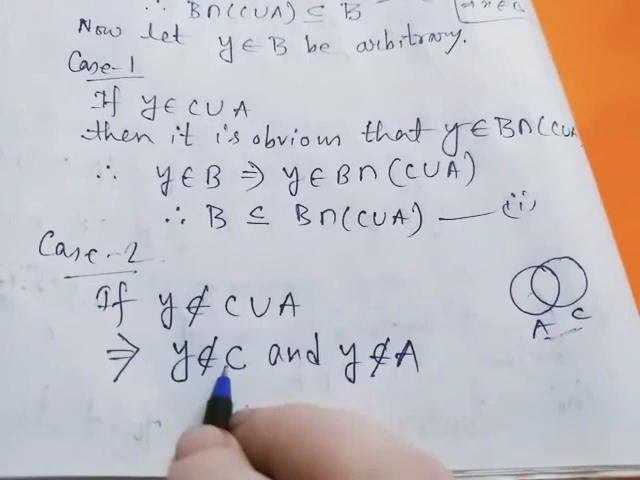 ∴ B∩(C∪A) ⊆ B
Now let y∈B be arbitrary.
Case-1
If y∈C∪A
then it is obvious that y∈B∩(C∪A
∴ y∈B ⇒ y∈B∩(C∪A)
∴ B ⊆ B∩(C∪A) — (ii)
Case-2
If y∉C∪A
⇒ y∉C and y∉A
A C